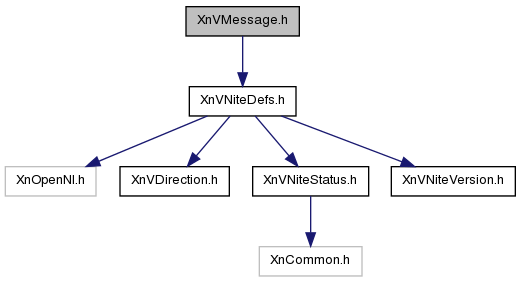 XnVMessage.h
XnVNiteDefs.h
XnOpenNI.h
XnVDirection.h
XnVNiteStatus.h
XnVNiteVersion.h
XnCommon.h